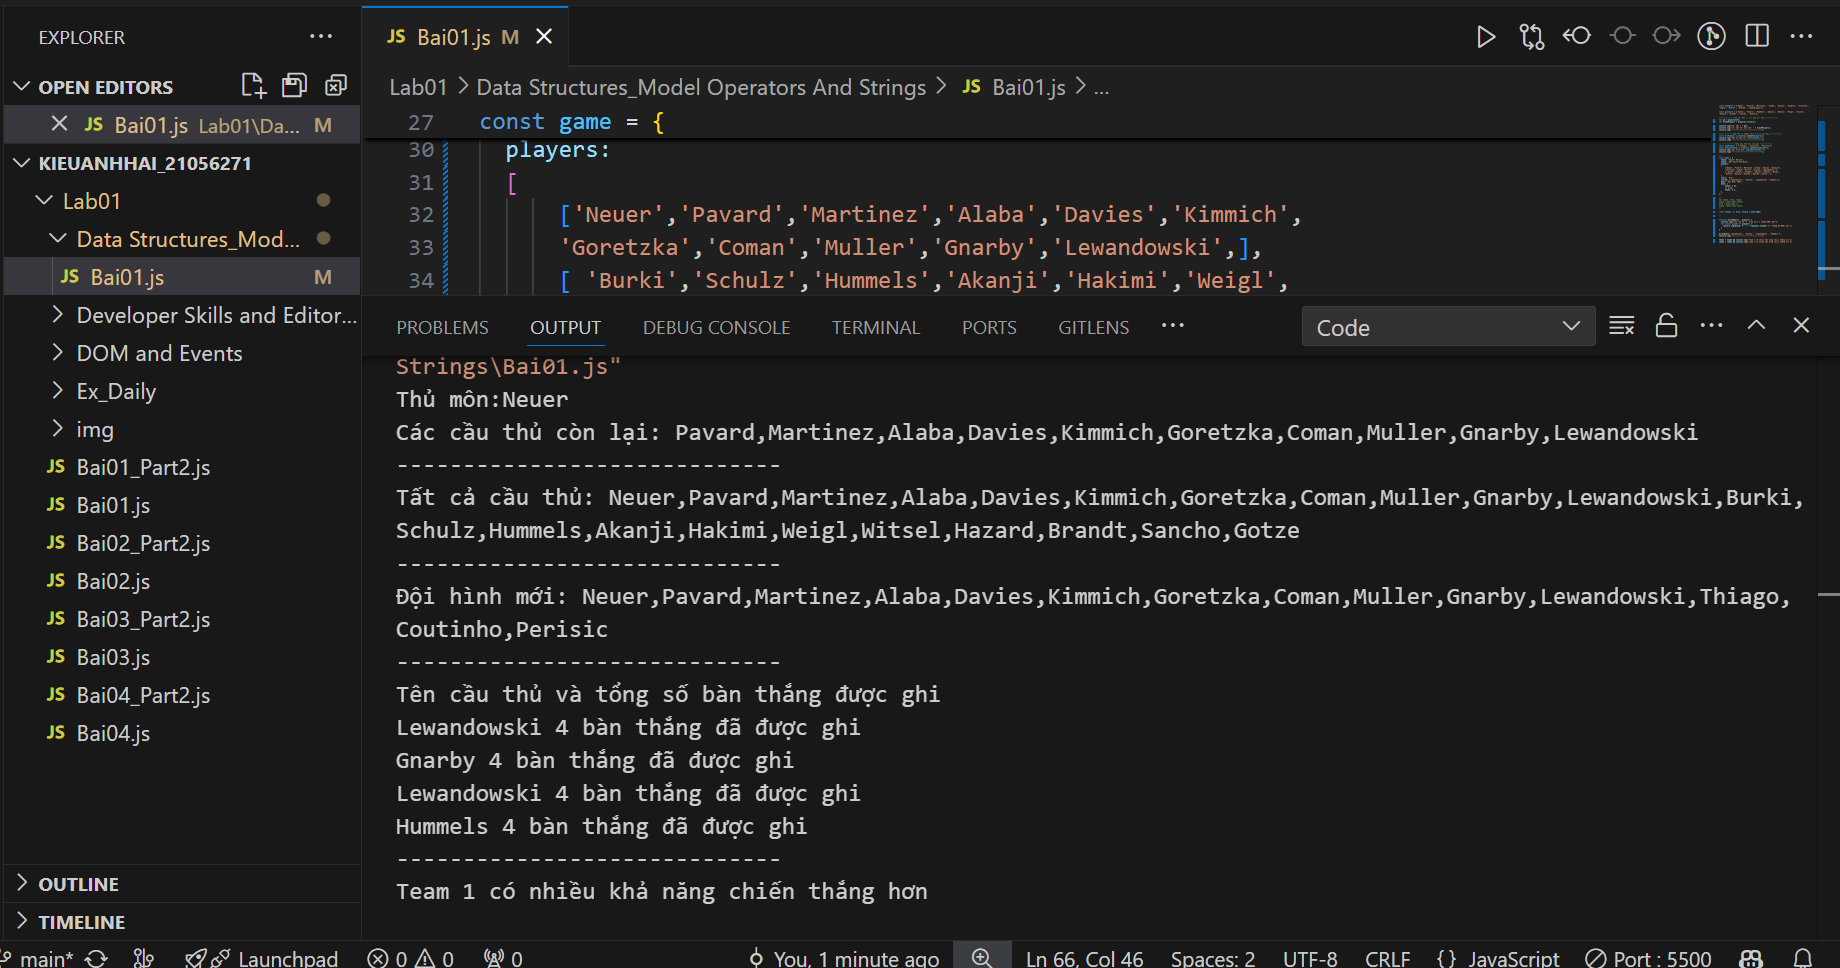 EXPLORER
OPEN EDITORS
JS Bai01.js Lab01\Da... M
KIEUANHHAI_21056271
Lab01
Data Structures_Mod...
JS Bai01.js M
Developer Skills and Editor...
DOM and Events
Ex_Daily
img
JS Bai01_Part2.js
JS Bai01.js
JS Bai02_Part2.js
JS Bai02.js
JS Bai03_Part2.js
JS Bai03.js
JS Bai04_Part2.js
JS Bai04.js
OUTLINE
TIMELINE
JS Bai01.js M
Lab01 > Data Structures_Model Operators And Strings > JS Bai01.js > ...
27 const game = {
30 players:
31 [
32 ['Neuer','Pavard','Martinez','Alaba','Davies','Kimmich',
33 'Goretzka','Coman','Muller','Gnarby','Lewandowski',],
34 [ 'Burki','Schulz','Hummels','Akanji','Hakimi','Weigl',
PROBLEMS OUTPUT DEBUG CONSOLE TERMINAL PORTS GITLENS ... Code
Strings\Bai01.js"
Thủ môn:Neuer
Các cầu thủ còn lại: Pavard,Martinez,Alaba,Davies,Kimmich,Goretzka,Coman,Muller,Gnarby,Lewandowski
-----------------------------
Tất cả cầu thủ: Neuer,Pavard,Martinez,Alaba,Davies,Kimmich,Goretzka,Coman,Muller,Gnarby,Lewandowski,Burki,
Schulz,Hummels,Akanji,Hakimi,Weigl,Witsel,Hazard,Brandt,Sancho,Gotze
-----------------------------
Đội hình mới: Neuer,Pavard,Martinez,Alaba,Davies,Kimmich,Goretzka,Coman,Muller,Gnarby,Lewandowski,Thiago,
Coutinho,Perisic
-----------------------------
Tên cầu thủ và tổng số bàn thắng được ghi
Lewandowski 4 bàn thắng đã được ghi
Gnarby 4 bàn thắng đã được ghi
Lewandowski 4 bàn thắng đã được ghi
Hummels 4 bàn thắng đã được ghi
-----------------------------
Team 1 có nhiều khả năng chiến thắng hơn
main* Launchpad 0 0 0 You, 1 minute ago Ln 66, Col 46 Spaces: 2 UTF-8 CRLF {} JavaScript Port : 5500